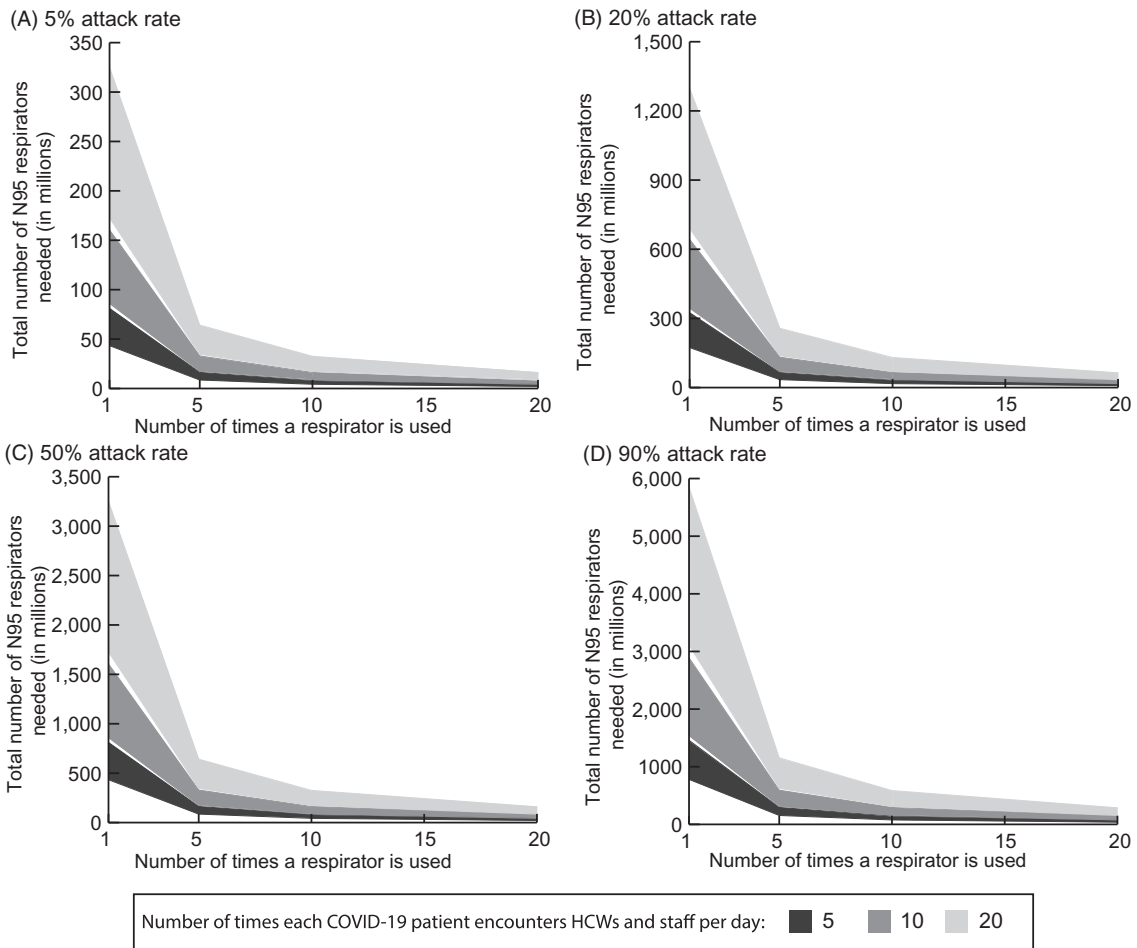 (A) 5% attack rate
Total number of N95 respirators
needed (in millions)
350
300
250
200
150
100
50
0
1
5
10
15
20
Number of times a respirator is used
(B) 20% attack rate
Total number of N95 respirators
needed (in millions)
1,500
1,200
900
600
300
0
1
5
10
15
20
Number of times a respirator is used
(C) 50% attack rate
Total number of N95 respirators
needed (in millions)
3,500
3,000
2,500
2,000
1,500
1,000
500
0
1
5
10
15
20
Number of times a respirator is used
(D) 90% attack rate
Total number of N95 respirators
needed (in millions)
6,000
5,000
4,000
3,000
2,000
1000
0
1
5
10
15
20
Number of times a respirator is used
Number of times each COVID-19 patient encounters HCWs and staff per day: 5 10 20